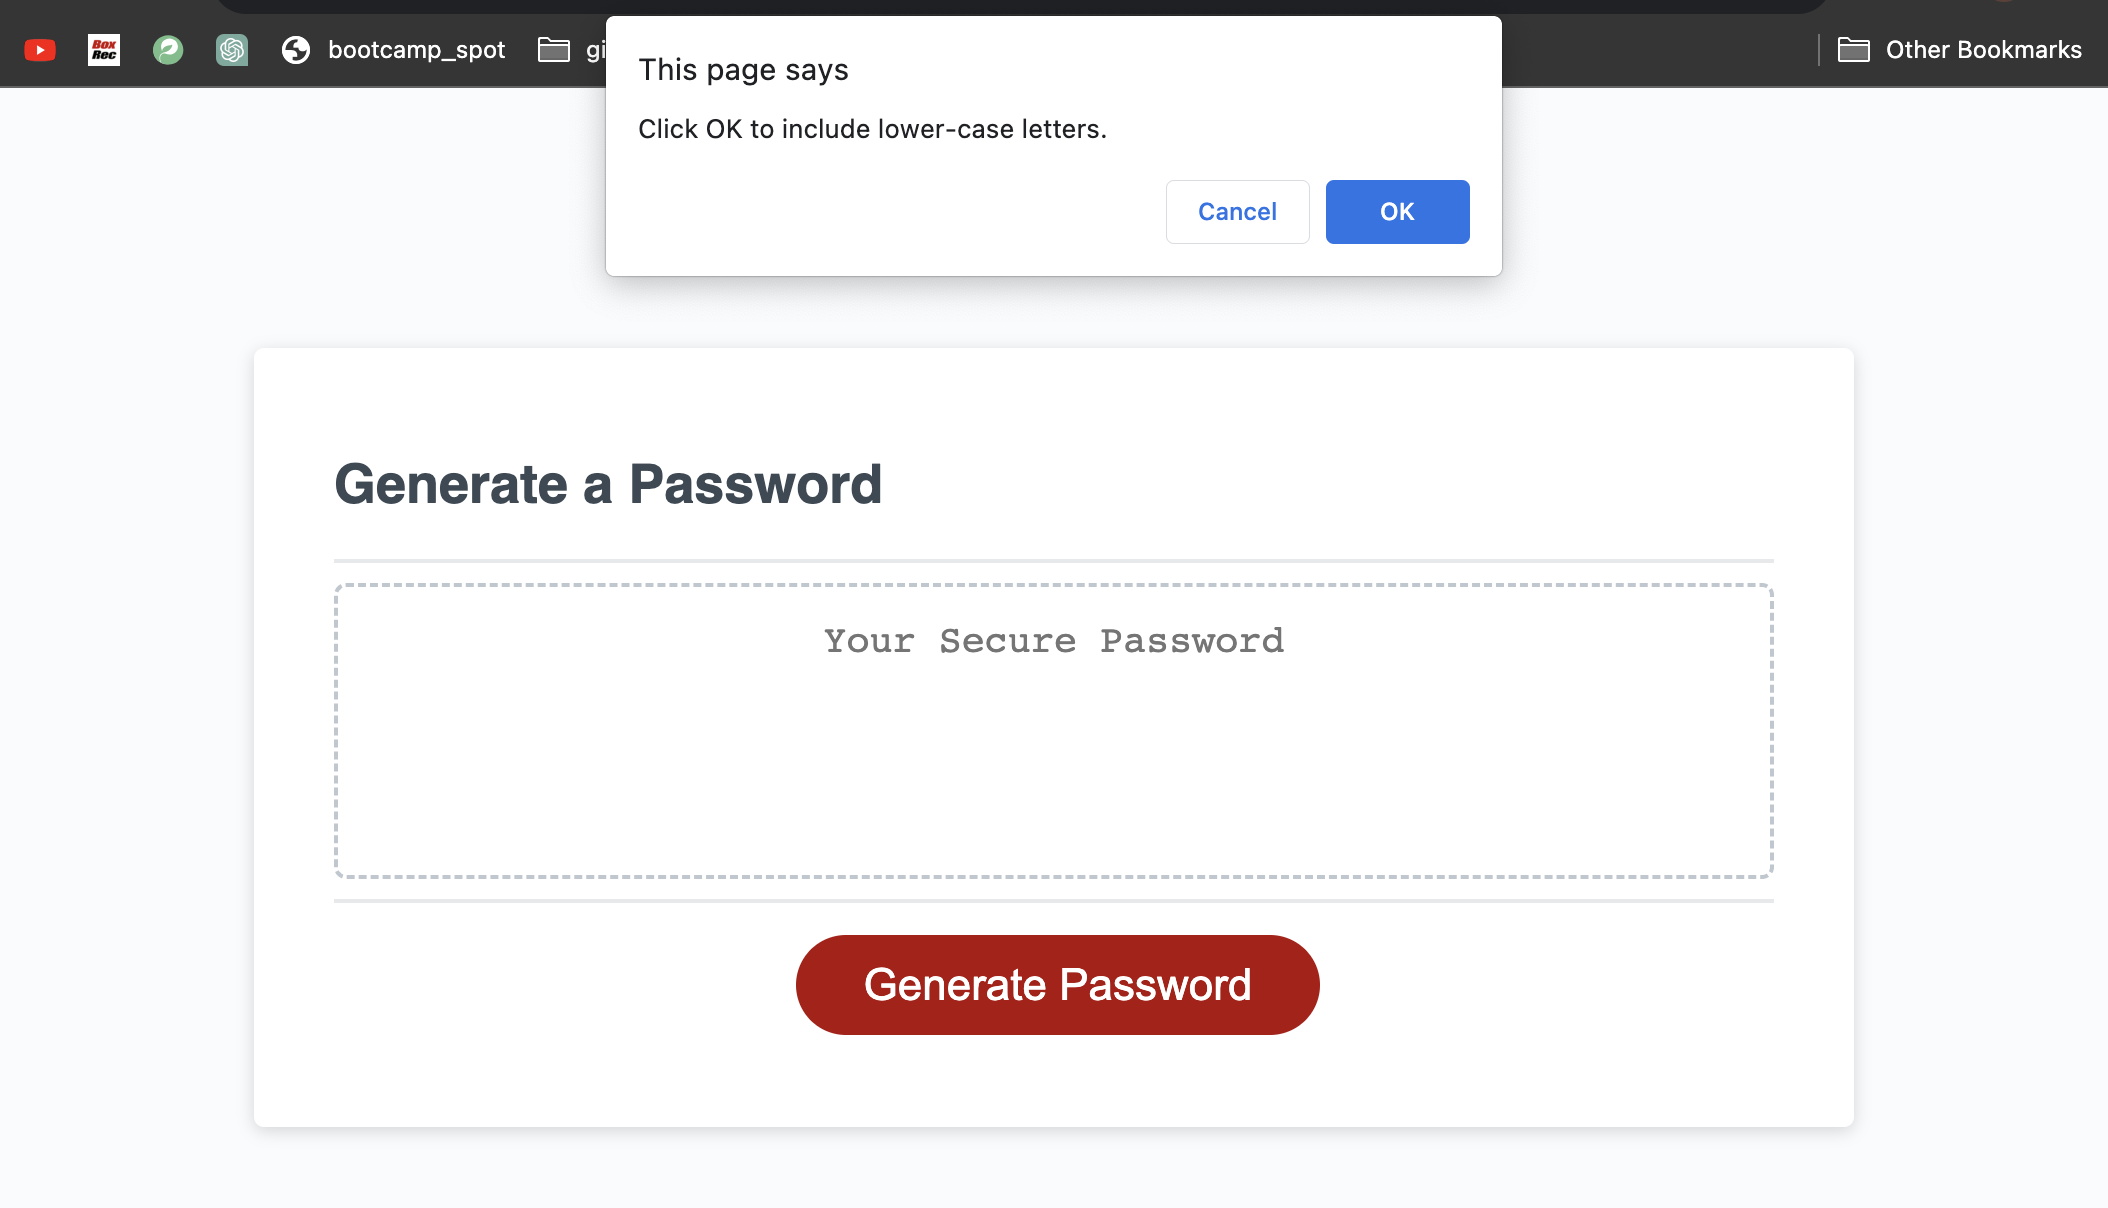 Box
Rec
bootcamp_spot
gi
Other Bookmarks
This page says
Click OK to include lower-case letters.
Cancel
OK
Generate a Password
Your Secure Password
Generate Password